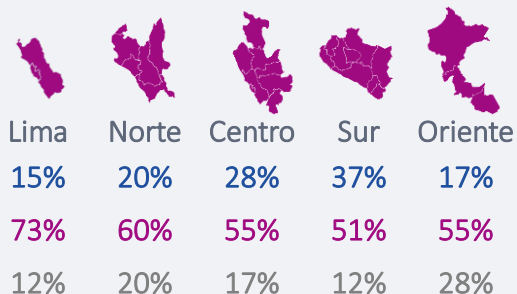 Lima Norte Centro Sur Oriente
15% 20% 28% 37% 17%
73% 60% 55% 51% 55%
12% 20% 17% 12% 28%